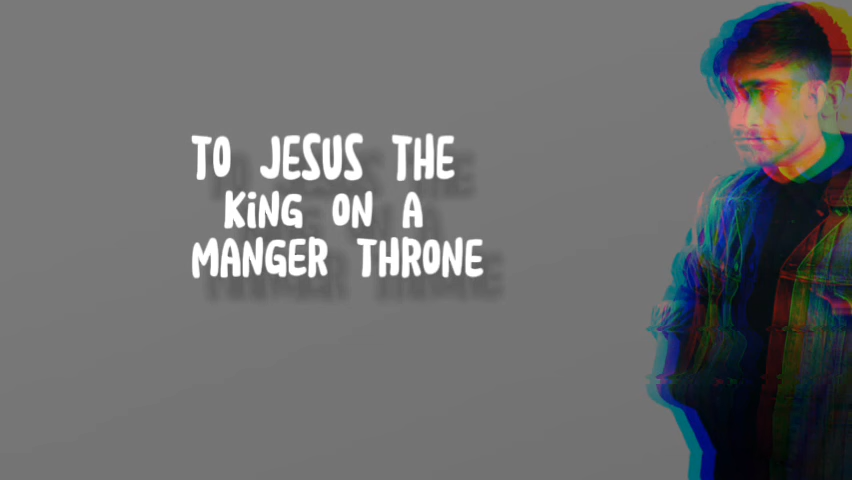 TO JESUS THE
KING ON A
MANGER THRONE